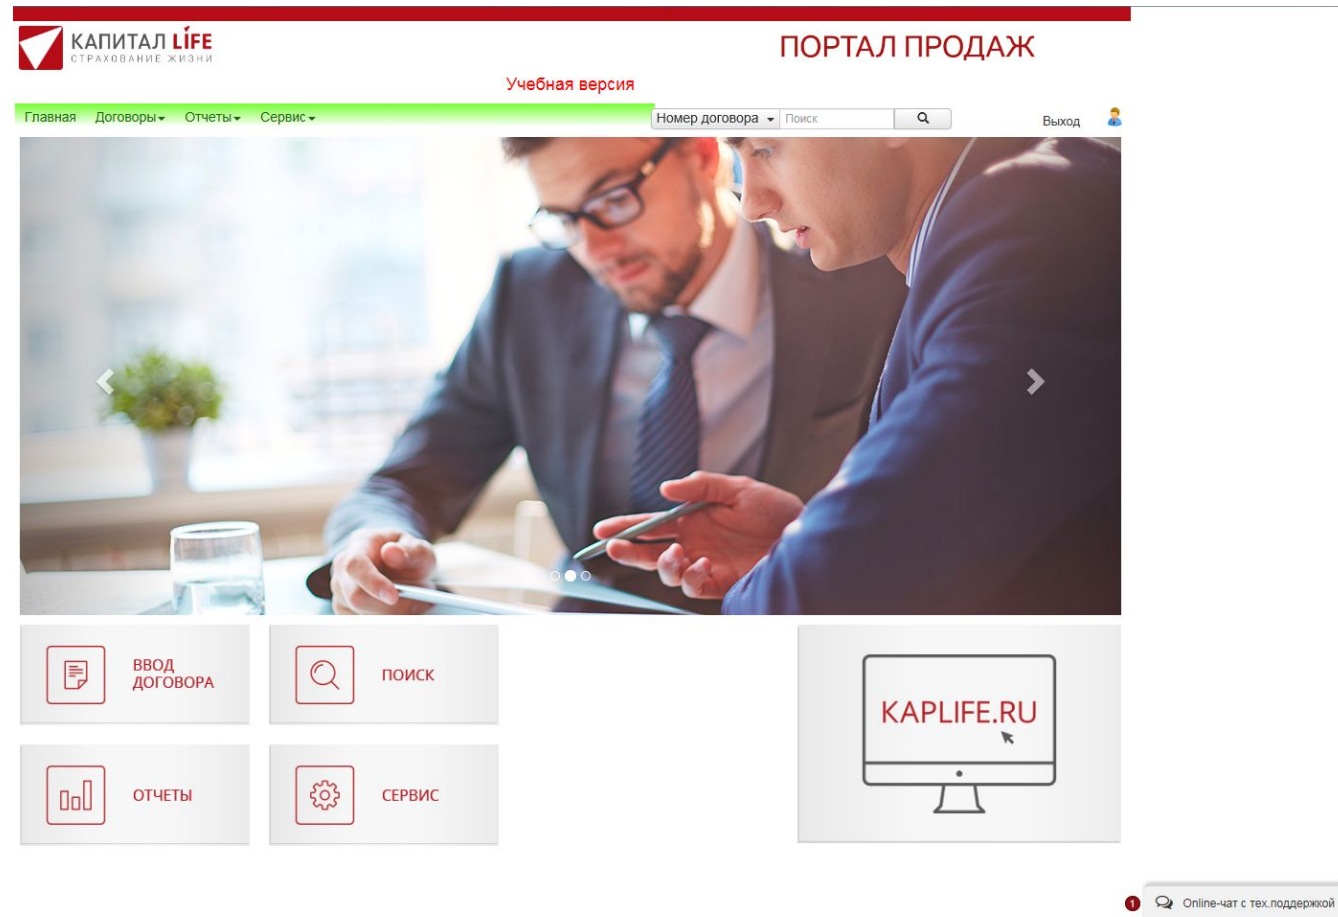 КАПИТАЛ LÍFE
СТРАХОВАНИЕ ЖИЗНИ
ПОРТАЛ ПРОДАЖ
Учебная версия
Главная Договоры Отчеты Сервис Номер договора Поиск Выход
ВВОД
ДОГОВОРА
ПОИСК
KAPLIFE.RU
ОТЧЕТЫ
СЕРВИС
1 Online-чат с тех.поддержкой